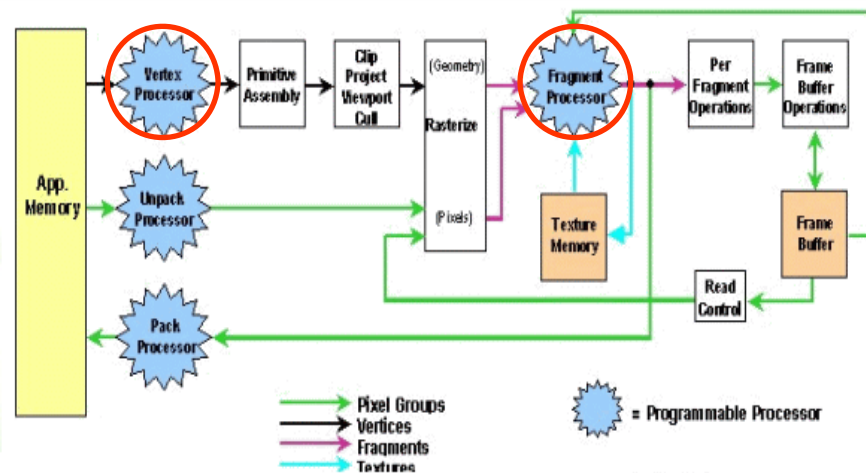 App.
Memory
Vertex
Processor
Primitive
Assembly
Clip
Project
Viewport
Cull
(Geometry)
Rasterize
(Pixels)
Fragment
Processor
Per
Fragment
Operations
Frame
Buffer
Operations
Unpack
Processor
Texture
Memory
Frame
Buffer
Read
Control
Pack
Processor
Pixel Groups
Vertices
Fragments
Textures
= Programmable Processor